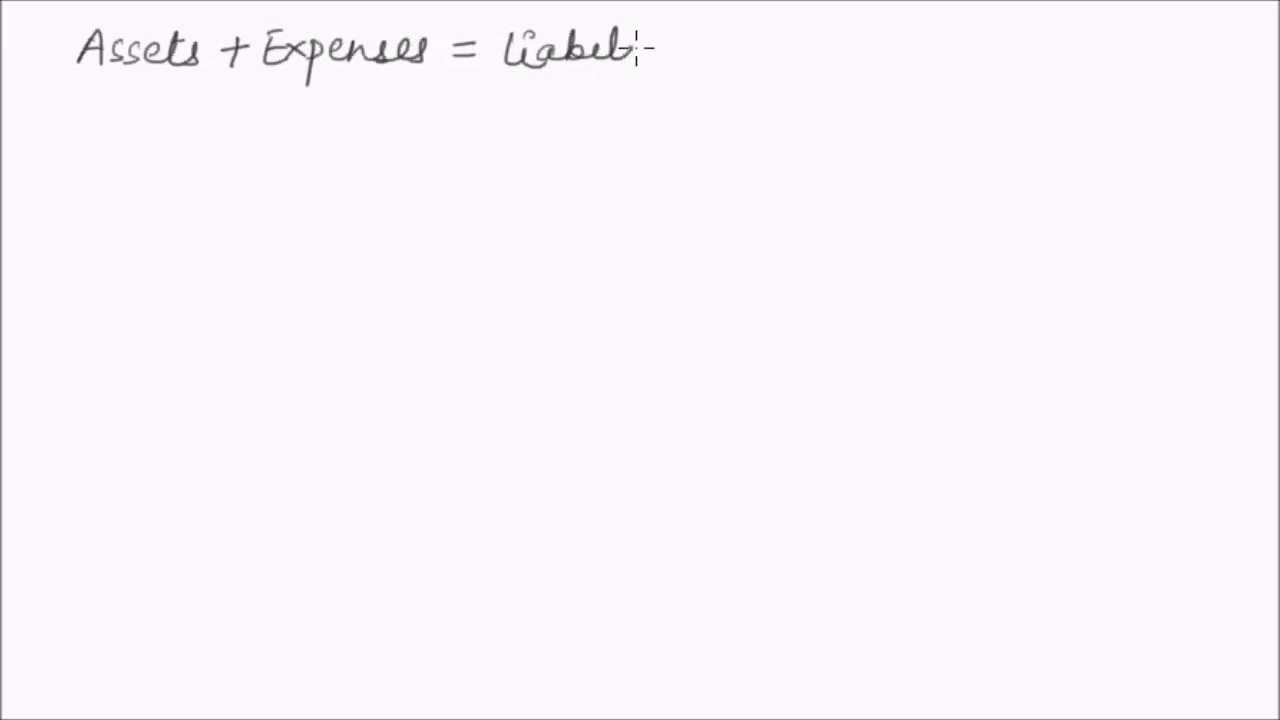 Assets + Expenses = Liabil